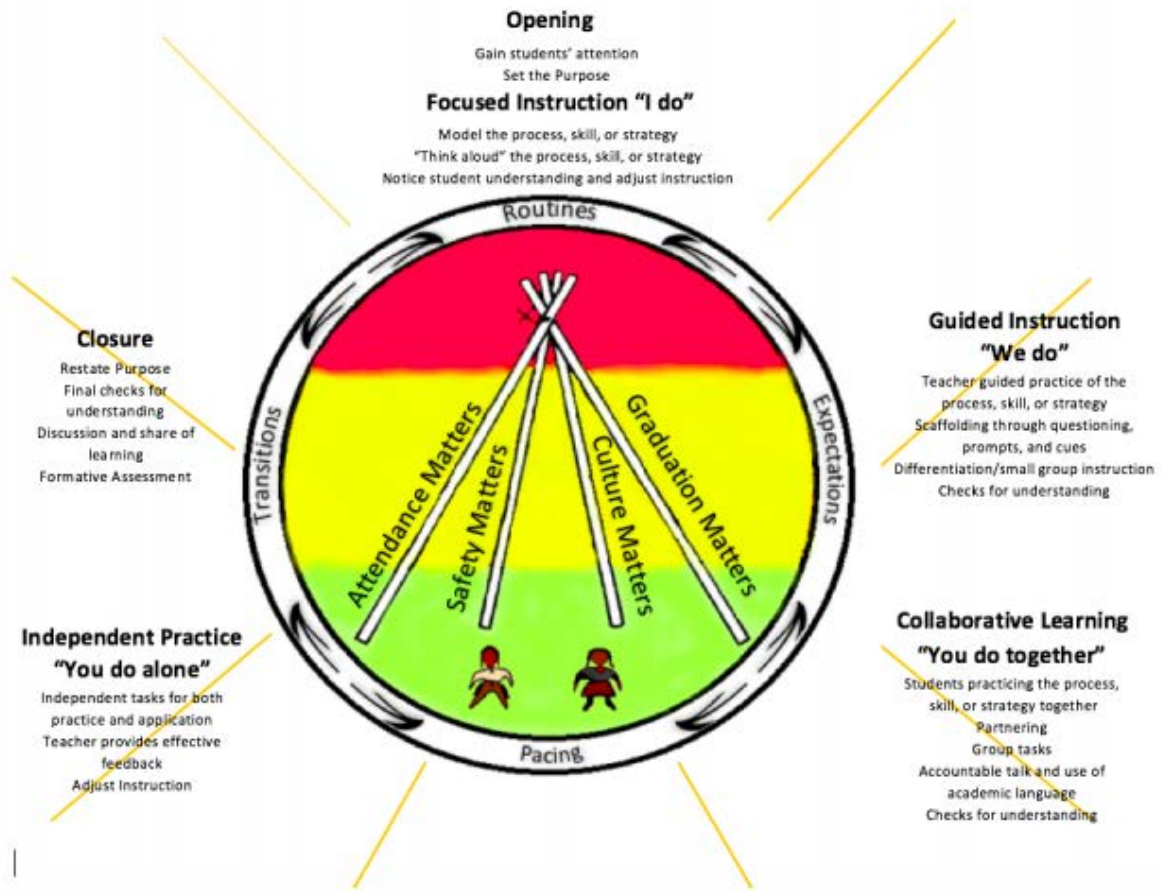 Opening
Gain students' attention
Set the Purpose
Focused Instruction "I do"
Model the process, skill, or strategy
"Think aloud" the process, skill, or strategy
Notice student understanding and adjust instruction
Routines
Closure
Restate Purpose
Final checks for
understanding
Discussion and share of
learning
Formative Assessment
Transitions
Attendance Matters
Safety Matters
Culture Matters
Graduation Matters
Expectations
Guided Instruction
"We do"
Teacher guided practice of the
process, skill, or strategy
Scaffolding through questioning,
prompts, and cues
Differentiation/small group instruction
Checks for understanding
Independent Practice
"You do alone"
Independent tasks for both
practice and application
Teacher provides effective
feedback
Adjust Instruction
Pacing
Collaborative Learning
"You do together"
Students practicing the process,
skill, or strategy together
Partnering
Group tasks
Accountable talk and use of
academic language
Checks for understanding